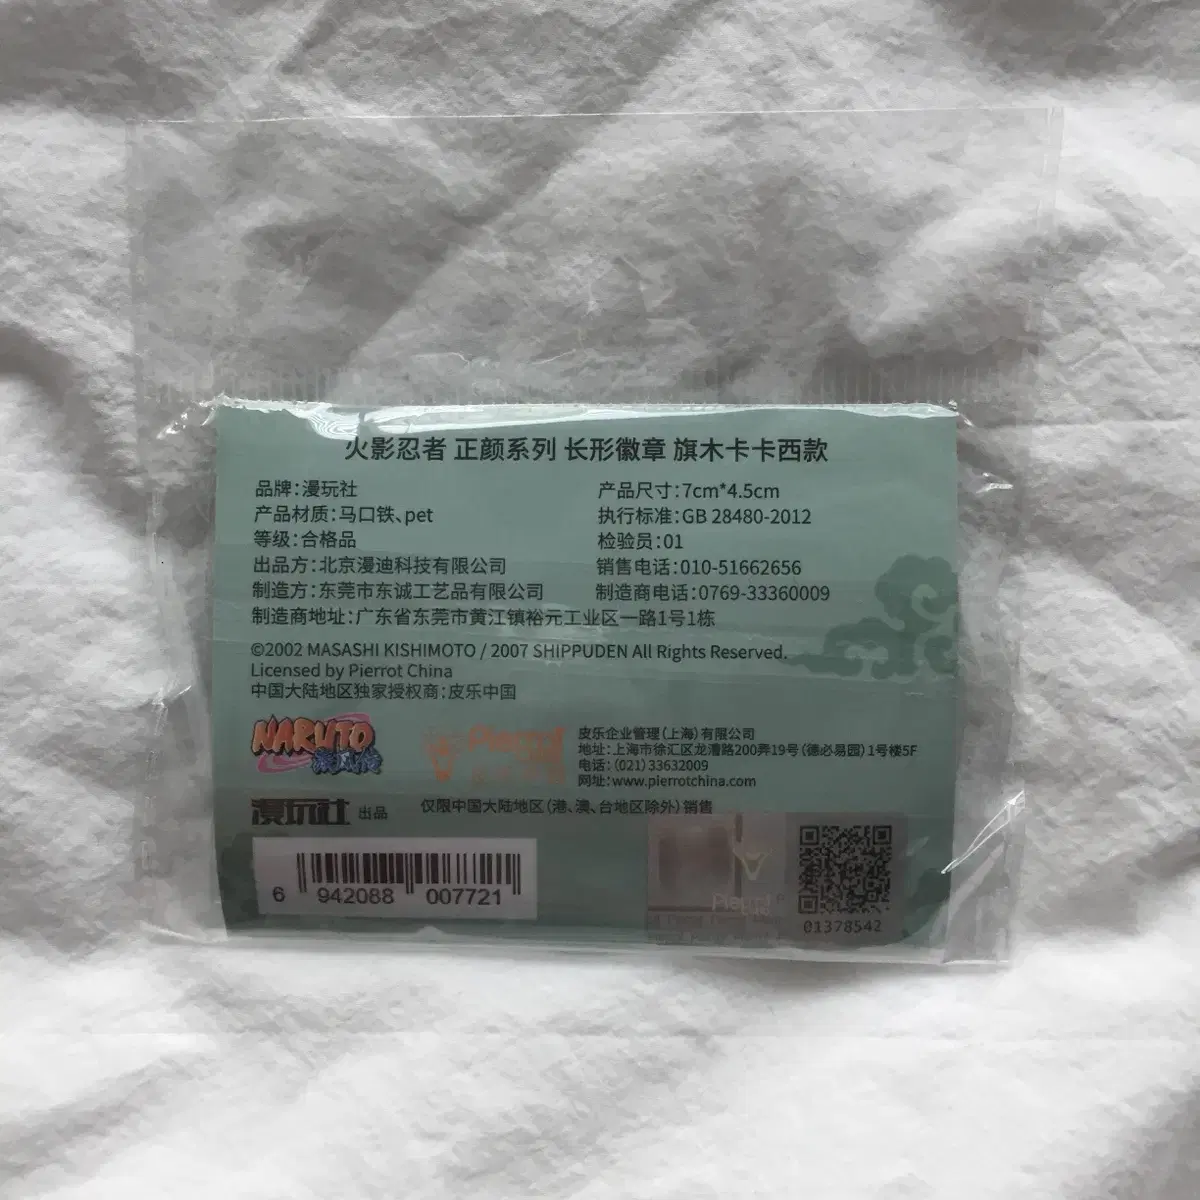 火影忍者 正颜系列 长形徽章 旗木卡卡西款
品牌:漫玩社
产品尺寸:7cm*4.5cm
产品材质:马口铁、pet
执行标准:GB 28480-2012
等级:合格品
检验员:01
出品方:北京漫迪科技有限公司
销售电话:010-51662656
制造方:东莞市东诚工艺品有限公司
制造商电话:0769-33360009
制造商地址:广东省东莞市黄江镇裕元工业区一路1号1栋
©2002 MASASHI KISHIMOTO / 2007 SHIPPUDEN All Rights Reserved.
Licensed by Pierrot China
中国大陆地区独家授权商:皮乐中国
NARUTO
疾风传
Pierrot
皮乐企业管理(上海)有限公司
地址:上海市徐汇区龙漕路200弄19号(德必易园)1号楼5F
电话:(021)33632009
网址:www.pierrotchina.com
漫玩社 出品
仅限中国大陆地区(港、澳、台地区除外)销售
6 942088 007721
Pierrot
01378542